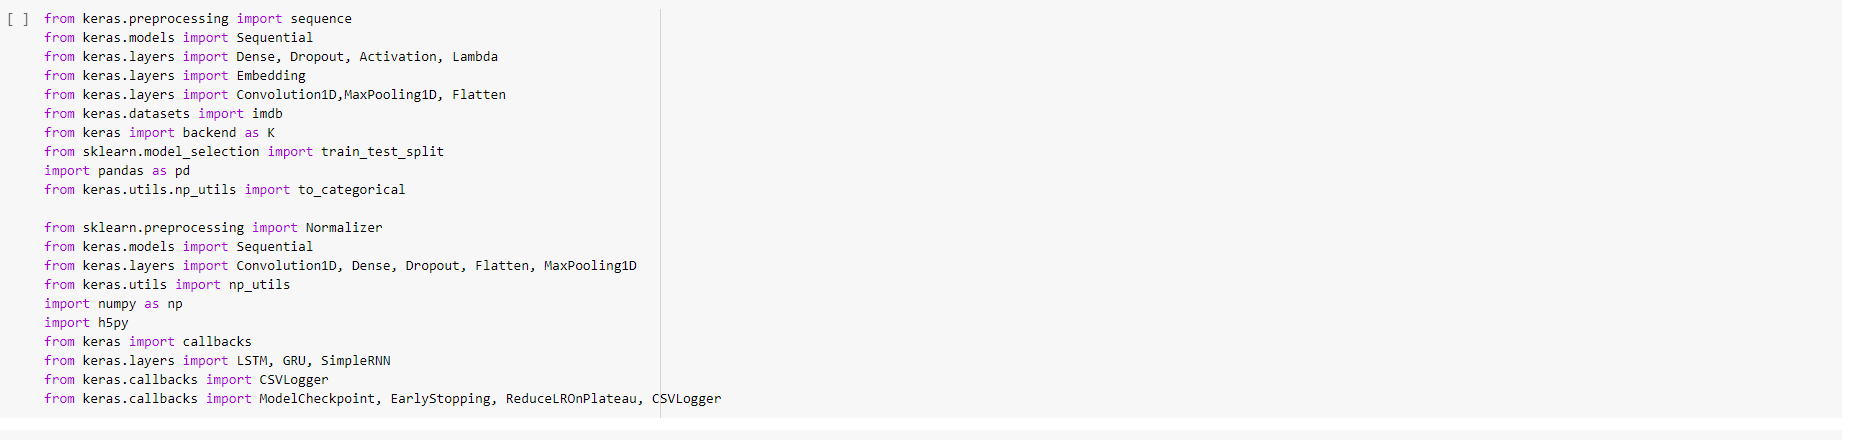 [ ] from keras.preprocessing import sequence
from keras.models import Sequential
from keras.layers import Dense, Dropout, Activation, Lambda
from keras.layers import Embedding
from keras.layers import Convolution1D,MaxPooling1D, Flatten
from keras.datasets import imdb
from keras import backend as K
from sklearn.model_selection import train_test_split
import pandas as pd
from keras.utils.np_utils import to_categorical

from sklearn.preprocessing import Normalizer
from keras.models import Sequential
from keras.layers import Convolution1D, Dense, Dropout, Flatten, MaxPooling1D
from keras.utils import np_utils
import numpy as np
import h5py
from keras import callbacks
from keras.layers import LSTM, GRU, SimpleRNN
from keras.callbacks import CSVLogger
from keras.callbacks import ModelCheckpoint, EarlyStopping, ReduceLROnPlateau, CSVLogger